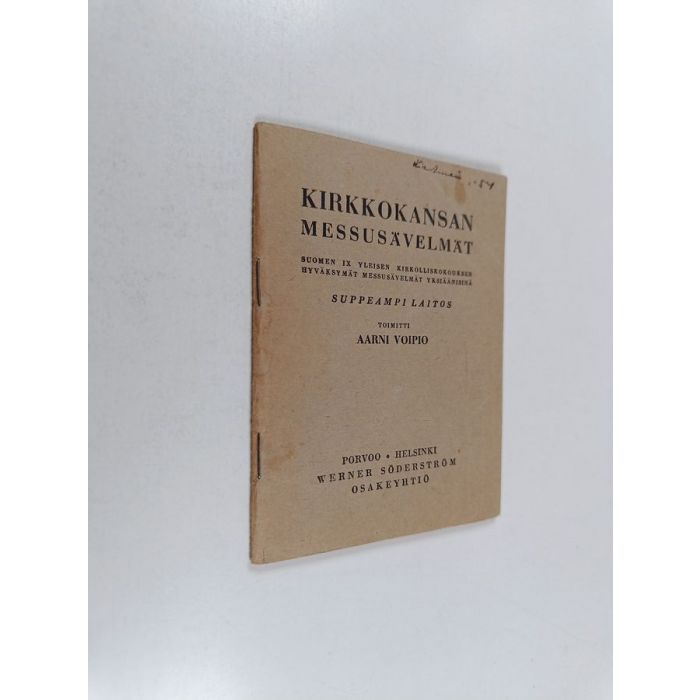 KIRKKOKANSAN
MESSUSÄVELMÄT
SUOMEN IX YLEISEN KIRKOLLISKOKOUKSEN
HYVÄKSYMÄT MESSUSÄVELMÄT YKSIÄÄNISINÄ
SUPPEAMPI LAITOS
TOIMITTI
AARNI VOIPIO
PORVOO • HELSINKI
WERNER SÖDERSTRÖM
OSAKEYHTIÖ